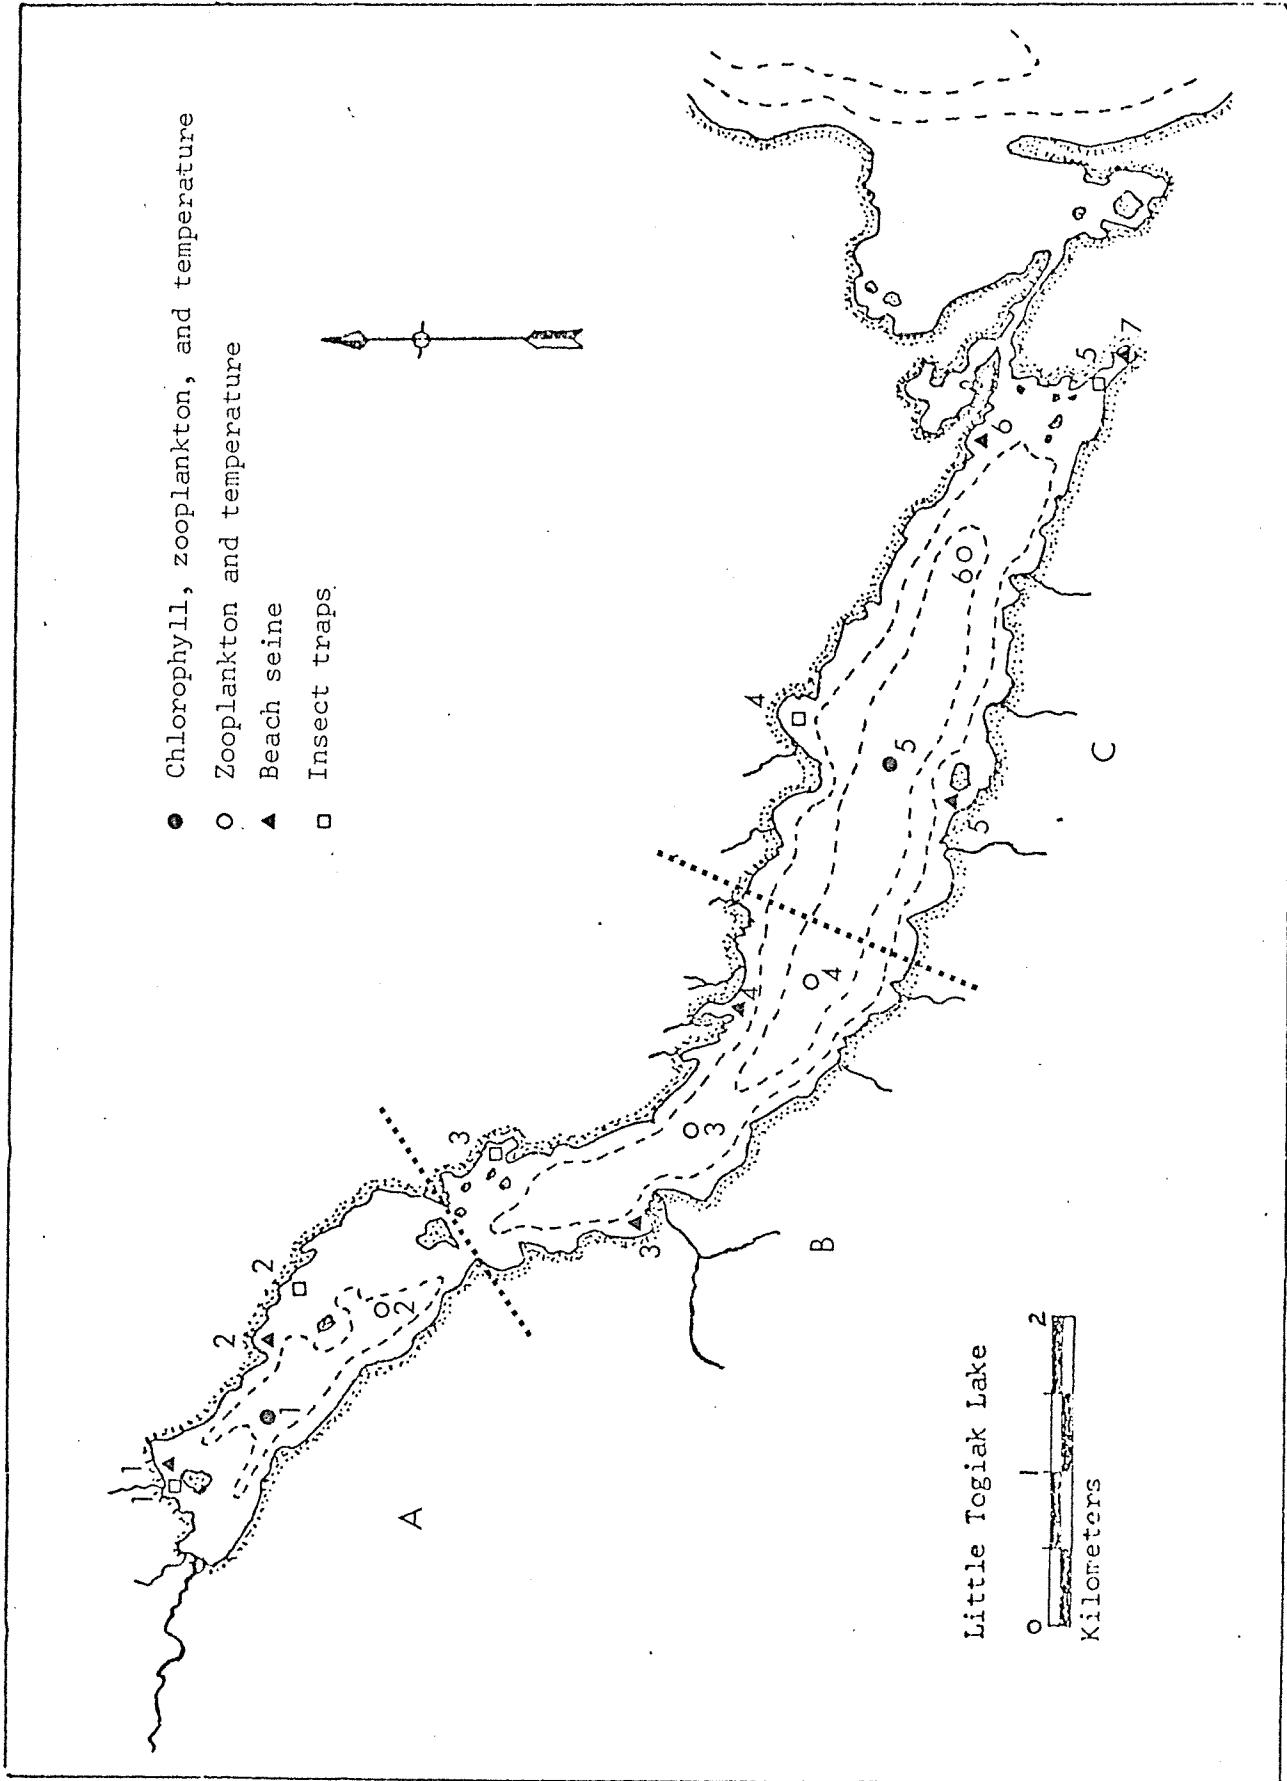 Chlorophyll, zooplankton, and temperature
Zooplankton and temperature
Beach seine
Insect traps
1
1
1
2
2
2
A
3
3
3
B
4
4
4
5
5
5
C
6
6
7
Little Togiak Lake
0 1 2
Kilometers